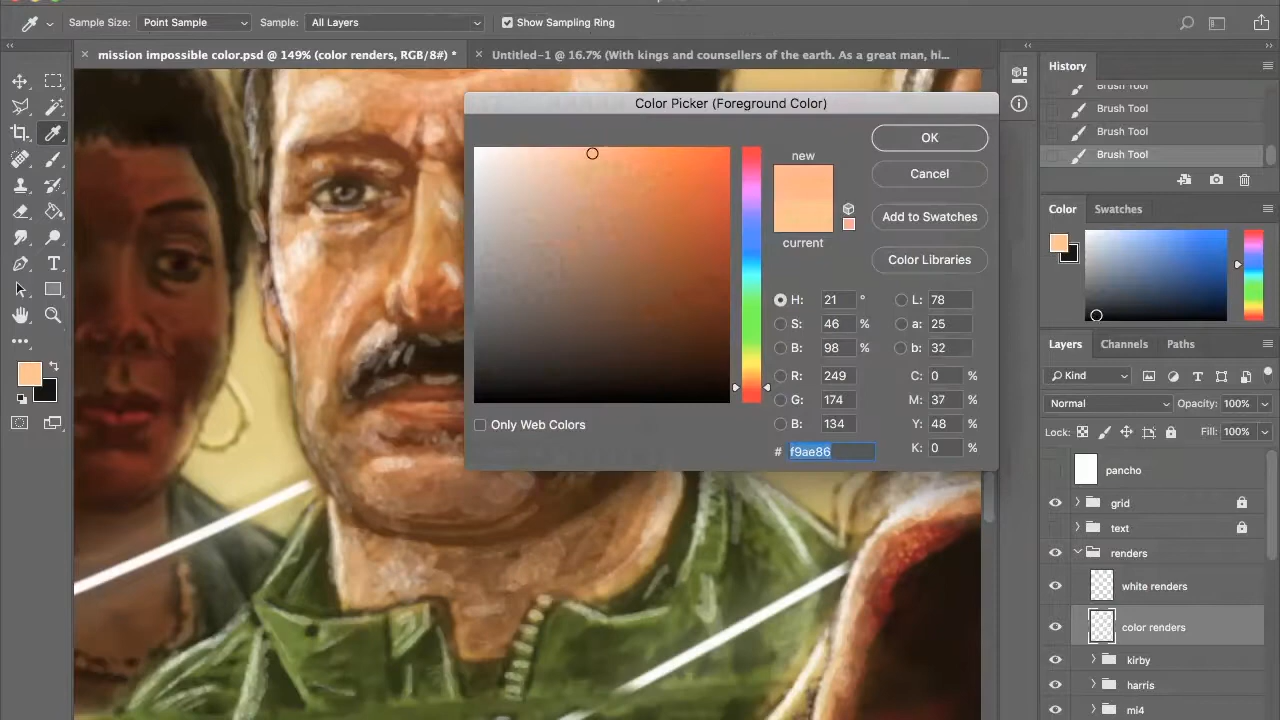 Sample Size: Point Sample Sample: All Layers Show Sampling Ring
mission impossible color.psd @ 149% (color renders, RGB/8#) *
Untitled-1 @ 16.7% (With kings and counsellers of the earth. As a great man, hi...
History
Brush Tool
Brush Tool
Brush Tool
Brush Tool
Color Picker (Foreground Color)
new
current
OK
Cancel
Add to Swatches
Color Libraries
H: 21 °
S: 46 %
B: 98 %
R: 249
G: 174
B: 134
L: 78
a: 25
b: 32
C: 0 %
M: 37 %
Y: 48 %
K: 0 %
Only Web Colors
# f9ae86
Color Swatches
Layers Channels Paths
Kind
Normal Opacity: 100%
Lock: Fill: 100%
pancho
grid
text
renders
white renders
color renders
kirby
harris
mi4